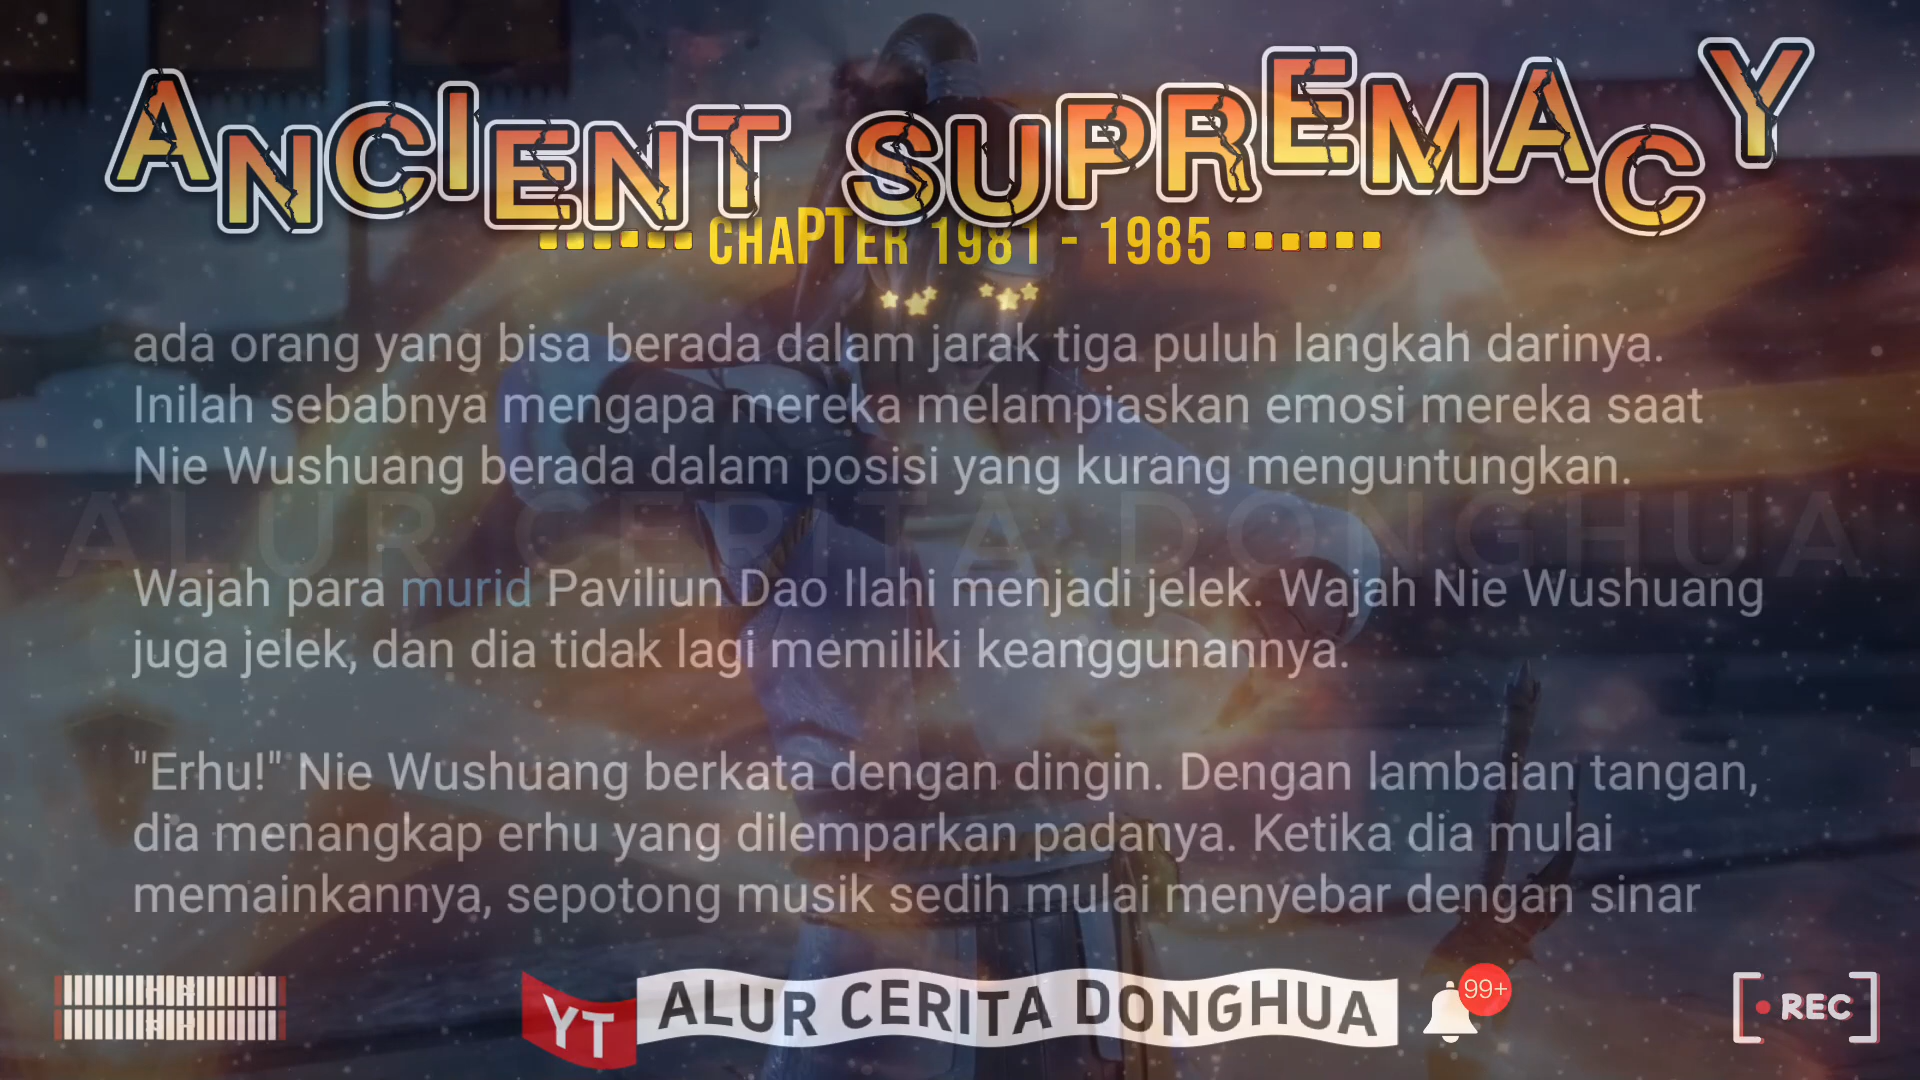 ANCIENT SUPREMACY
CHAPTER 1981 - 1985
ada orang yang bisa berada dalam jarak tiga puluh langkah darinya.
Inilah sebabnya mengapa mereka melampiaskan emosi mereka saat
Nie Wushuang berada dalam posisi yang kurang menguntungkan.
ALUR CERITA DONGHUA
Wajah para murid Paviliun Dao Ilahi menjadi jelek. Wajah Nie Wushuang
juga jelek, dan dia tidak lagi memiliki keanggunannya.
"Erhu!" Nie Wushuang berkata dengan dingin. Dengan lambaian tangan,
dia menangkap erhu yang dilemparkan padanya. Ketika dia mulai
memainkannya, sepotong musik sedih mulai menyebar dengan sinar
YT ALUR CERITA DONGHUA
99+
REC